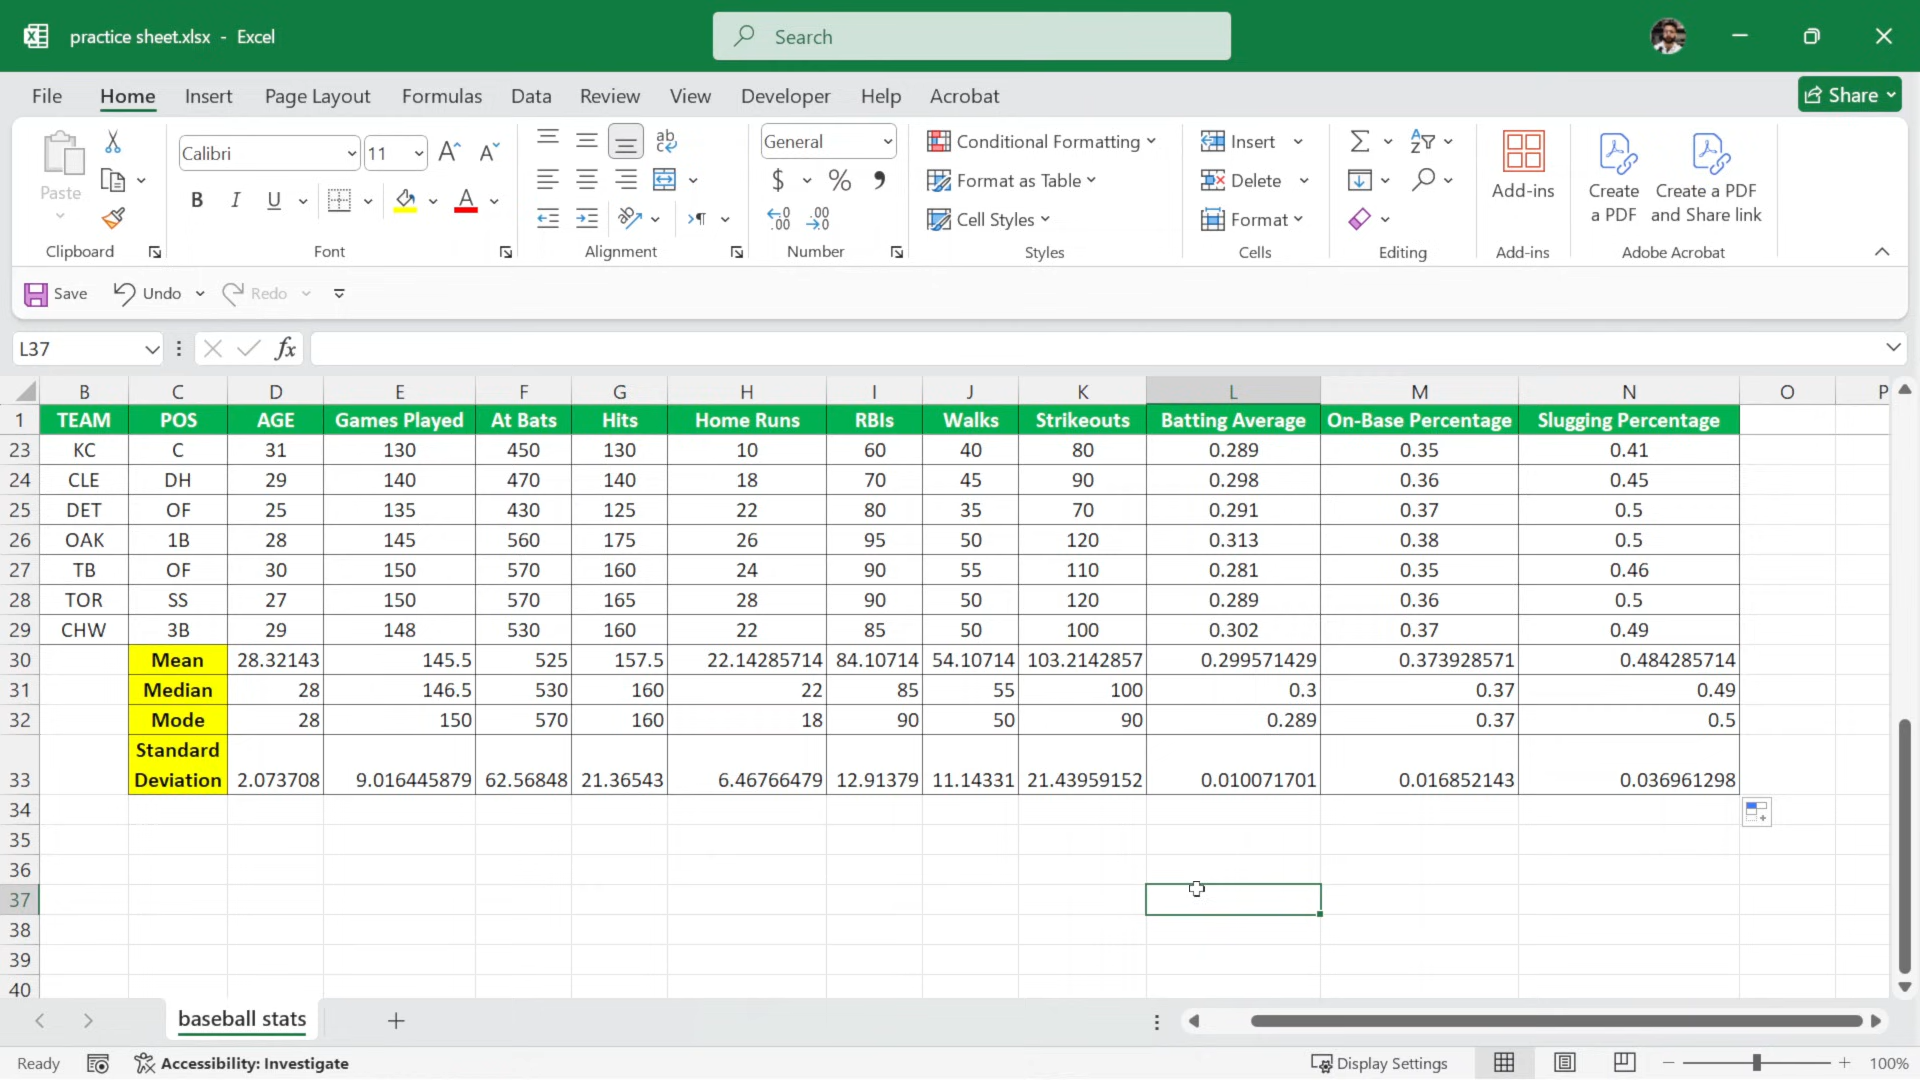 practice sheet.xlsx - Excel
Search
File Home Insert Page Layout Formulas Data Review View Developer Help Acrobat
Share
Paste
Clipboard
Calibri 11
B I U
Font
Alignment
General
$ % ,
Number
Conditional Formatting
Format as Table
Cell Styles
Styles
Insert
Delete
Format
Cells
Editing
Add-ins
Add-ins
Create a PDF
Create a PDF and Share link
Adobe Acrobat
Save Undo Redo
L37 fx
B C D E F G H I J K L M N O P
1 TEAM POS AGE Games Played At Bats Hits Home Runs RBIs Walks Strikeouts Batting Average On-Base Percentage Slugging Percentage
23 KC C 31 130 450 130 10 60 40 80 0.289 0.35 0.41
24 CLE DH 29 140 470 140 18 70 45 90 0.298 0.36 0.45
25 DET OF 25 135 430 125 22 80 35 70 0.291 0.37 0.5
26 OAK 1B 28 145 560 175 26 95 50 120 0.313 0.38 0.5
27 TB OF 30 150 570 160 24 90 55 110 0.281 0.35 0.46
28 TOR SS 27 150 570 165 28 90 50 120 0.289 0.36 0.5
29 CHW 3B 29 148 530 160 22 85 50 100 0.302 0.37 0.49
30 Mean 28.32143 145.5 525 157.5 22.14285714 84.10714 54.10714 103.2142857 0.299571429 0.373928571 0.484285714
31 Median 28 146.5 530 160 22 85 55 100 0.3 0.37 0.49
32 Mode 28 150 570 160 18 90 50 90 0.289 0.37 0.5
33 Standard Deviation 2.073708 9.016445879 62.56848 21.36543 6.46766479 12.91379 11.14331 21.43959152 0.010071701 0.016852143 0.036961298
34
35
36
37
38
39
40
baseball stats
Ready Accessibility: Investigate Display Settings 100%